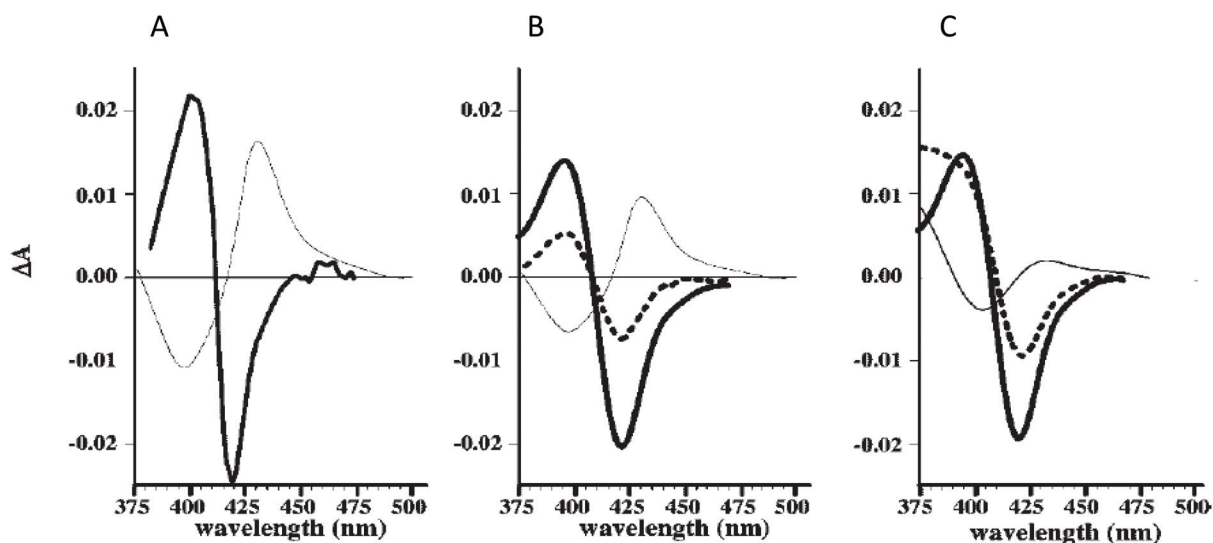 A B C
0.02 0.02 0.02
0.01 0.01 0.01
ΔA 0.00 0.00 0.00
-0.01 -0.01 -0.01
-0.02 -0.02 -0.02
375 400 425 450 475 500 375 400 425 450 475 500 375 400 425 450 475 500
wavelength (nm) wavelength (nm) wavelength (nm)